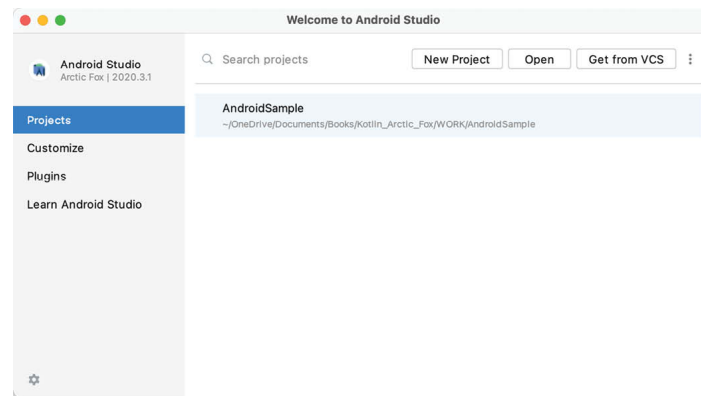 Welcome to Android Studio
Android Studio
Arctic Fox | 2020.3.1
Search projects
New Project
Open
Get from VCS
Projects
Customize
Plugins
Learn Android Studio
AndroidSample
~/OneDrive/Documents/Books/Kotlin_Arctic_Fox/WORK/AndroidSample